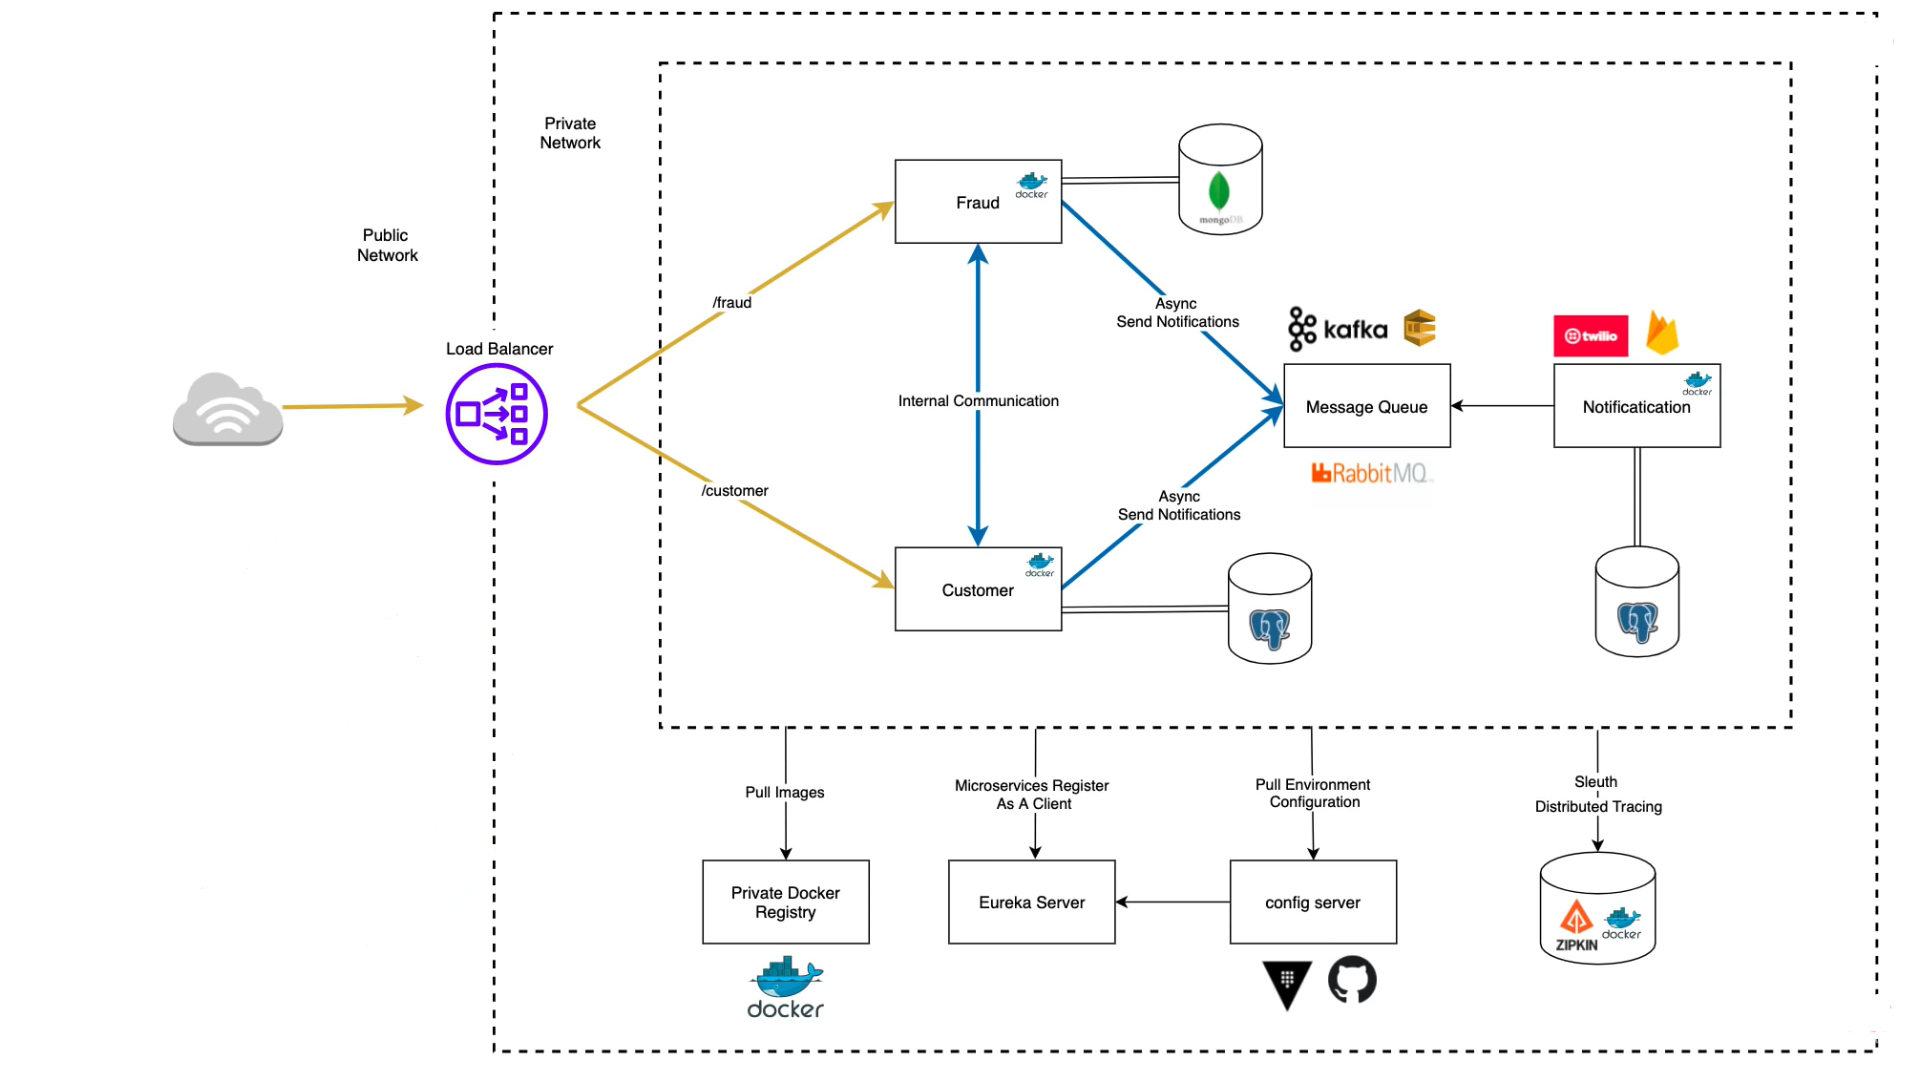 Private
Network
Public
Network
Load Balancer
/fraud
/customer
Fraud
docker
mongoDB
Internal Communication
Async
Send Notifications
kafka
twilio
Message Queue
Notificatication
docker
RabbitMQ
Async
Send Notifications
Customer
docker
Pull Images
Microservices Register
As A Client
Pull Environment
Configuration
Sleuth
Distributed Tracing
Private Docker
Registry
Eureka Server
config server
ZIPKIN
docker
docker